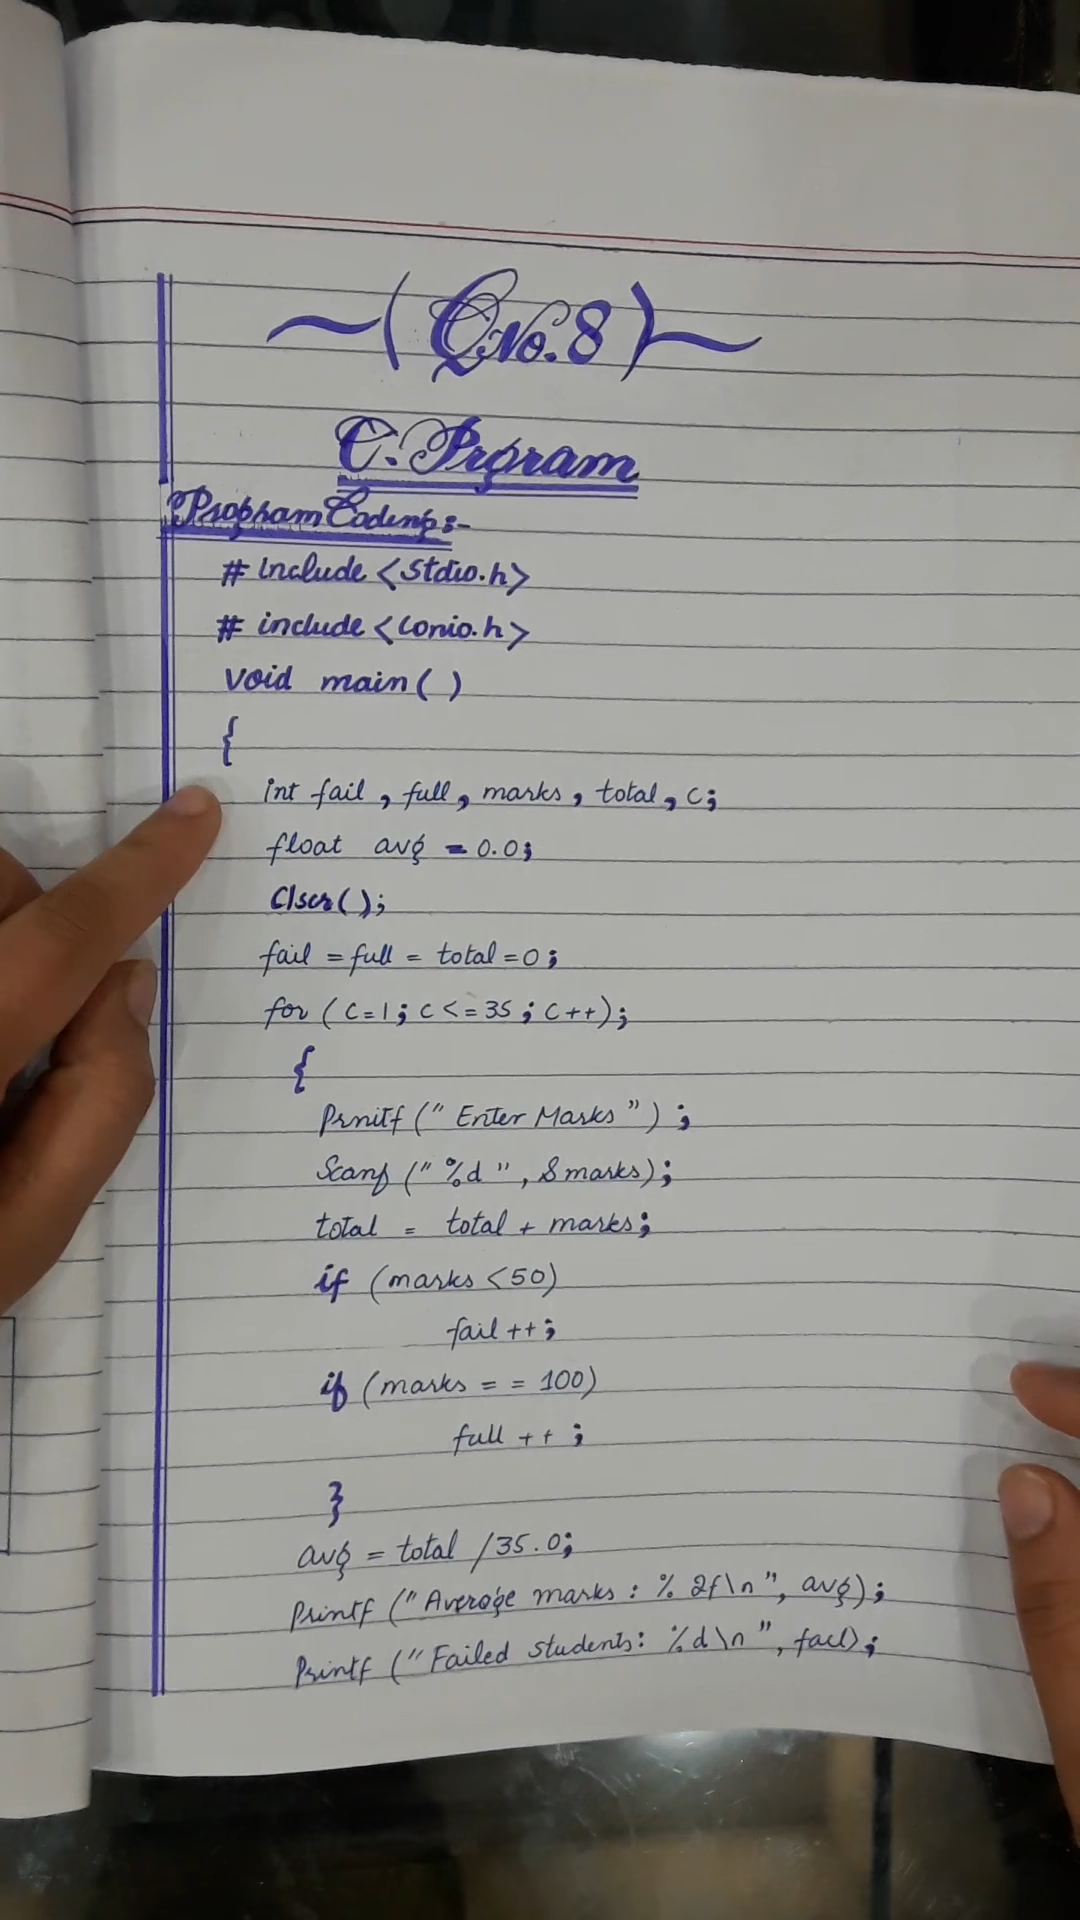 Q No. 8
C. Prgram
Program Coding:-
# Include <Stdio.h>
# include <Conio.h>
void main( )
{
int fail, full, marks, total, c;
float avg = 0.0;
Clscr( );
fail = full = total = 0;
for (C=1; C <= 35; C++);
{
Prnitf (" Enter Marks ") ;
Scanf (" %d ", &marks);
total = total + marks;
if (marks <50)
fail ++;
if (marks = = 100)
full ++ ;
}
avg = total /35.0;
Printf ("Average marks : % 2f\n", avg);
Printf ("Failed students: %d\n ", fail);